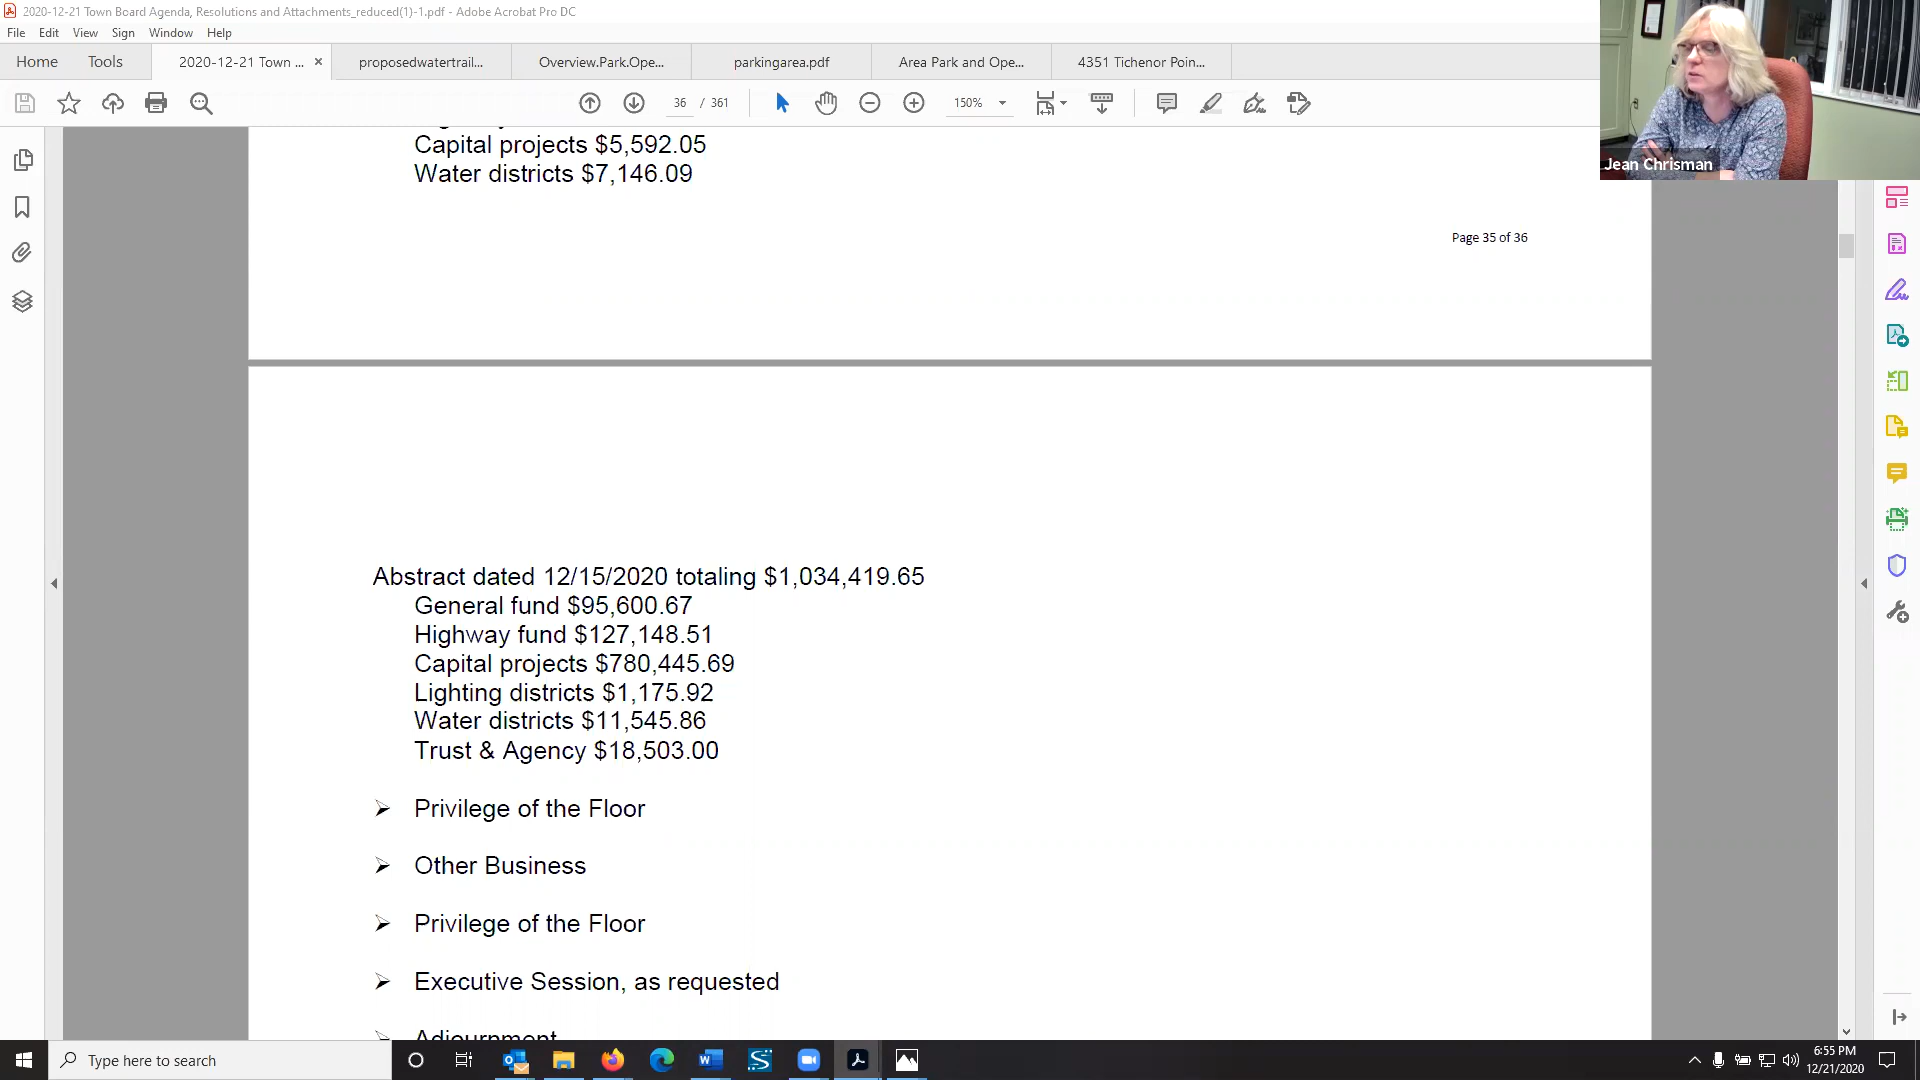 2020-12-21 Town Board Agenda, Resolutions and Attachments_reduced(1)-1.pdf - Adobe Acrobat Pro DC
File Edit View Sign Window Help
Home Tools 2020-12-21 Town ... × proposedwatertrail... Overview.Park.Ope... parkingarea.pdf Area Park and Ope... 4351 Tichenor Poin...
36 / 361 150%
Jean Chrisman
Capital projects $5,592.05
Water districts $7,146.09
Page 35 of 36
Abstract dated 12/15/2020 totaling $1,034,419.65
General fund $95,600.67
Highway fund $127,148.51
Capital projects $780,445.69
Lighting districts $1,175.92
Water districts $11,545.86
Trust & Agency $18,503.00
➢ Privilege of the Floor
➢ Other Business
➢ Privilege of the Floor
➢ Executive Session, as requested
➢ Adjournment
Type here to search
6:55 PM
12/21/2020